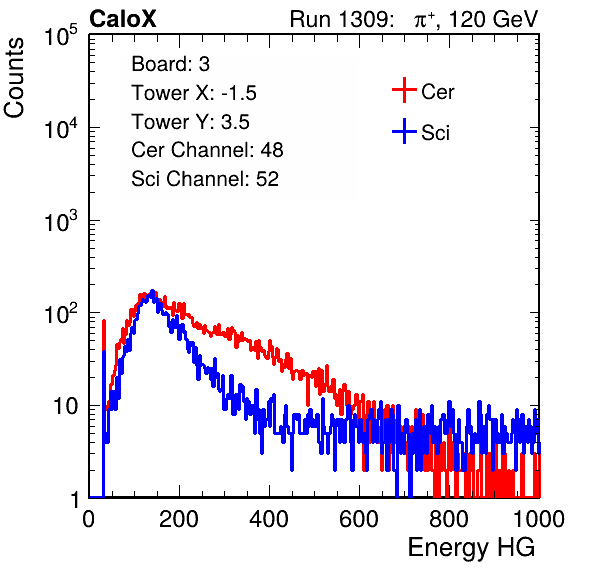 CaloX Run 1309: π⁺, 120 GeV
Counts
Board: 3
Tower X: -1.5
Tower Y: 3.5
Cer Channel: 48
Sci Channel: 52
Cer
Sci
10⁵
10⁴
10³
10²
10
1
0 200 400 600 800 1000
Energy HG